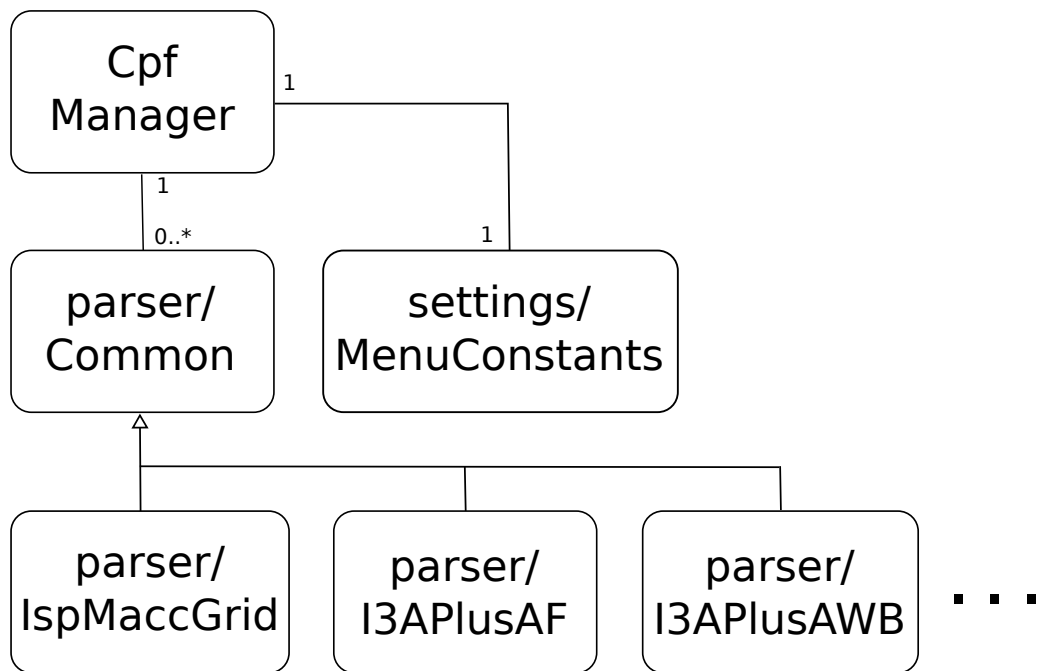 Cpf
Manager
1
1
0..*
1
parser/
Common
settings/
MenuConstants
parser/
IspMaccGrid
parser/
I3APlusAF
parser/
I3APlusAWB
...